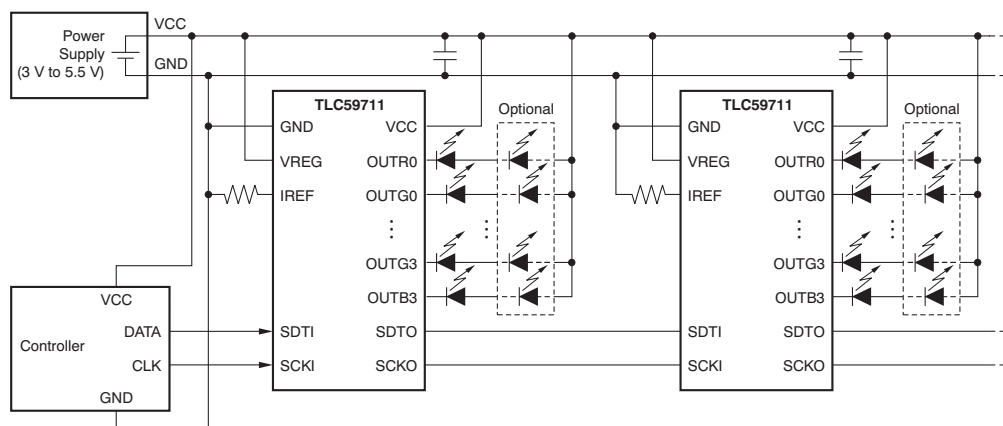 VCC
Power
Supply
(3 V to 5.5 V)
GND
TLC59711
GND
VCC
VREG
OUTR0
IREF
OUTG0
OUTG3
OUTB3
SDTI
SDTO
SCKI
SCKO
Optional
TLC59711
GND
VCC
VREG
OUTR0
IREF
OUTG0
OUTG3
OUTB3
SDTI
SDTO
SCKI
SCKO
Optional
VCC
DATA
Controller
CLK
GND